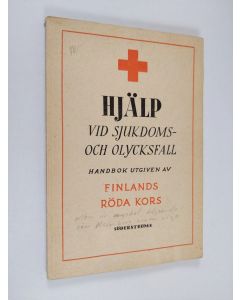 HJÄLP
VID SJUKDOMS-
OCH OLYCKSFALL
HANDBOK UTGIVEN AV
FINLANDS
RÖDA KORS
SÖDERSTRÖMS